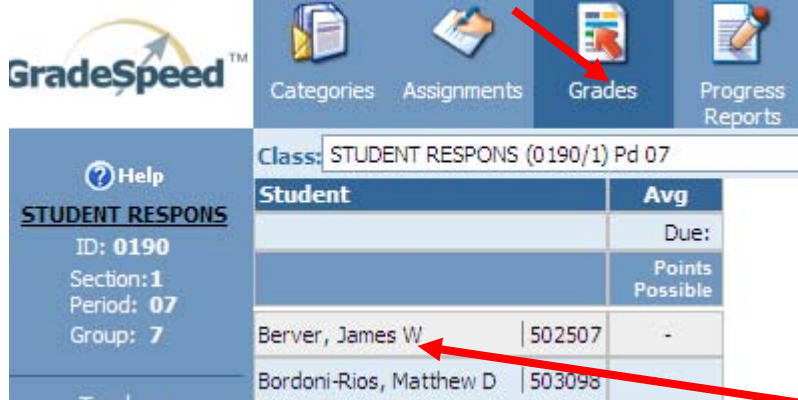 GradeSpeed™
Categories
Assignments
Grades
Progress
Reports
Help
STUDENT RESPONS
ID: 0190
Section:1
Period: 07
Group: 7
Class: STUDENT RESPONS (0190/1) Pd 07
Student Avg
Due:
Points
Possible
Berver, James W 502507 -
Bordoni-Rios, Matthew D 503098